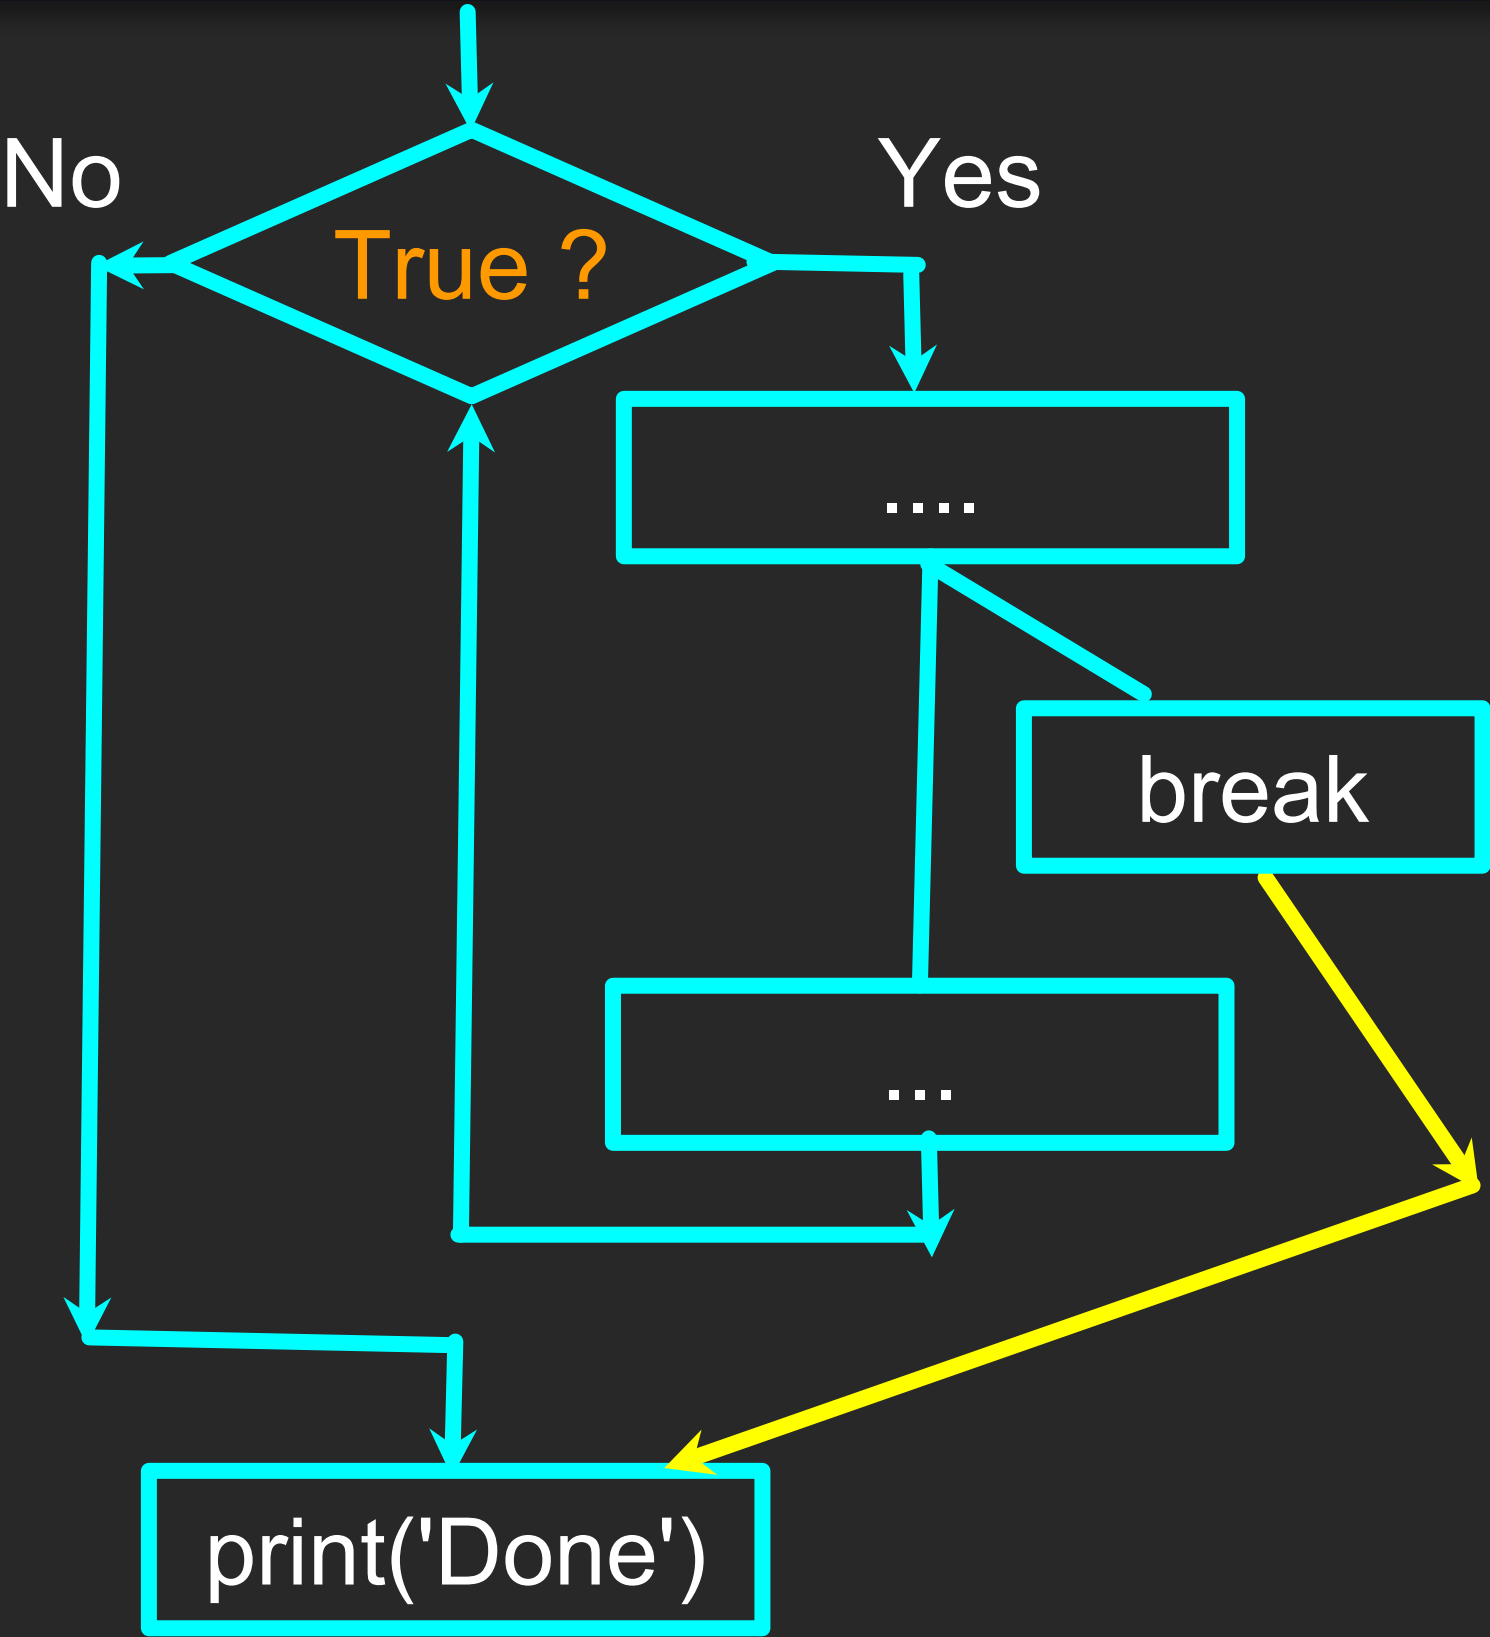 No
Yes
True ?
....
break
...
print('Done')